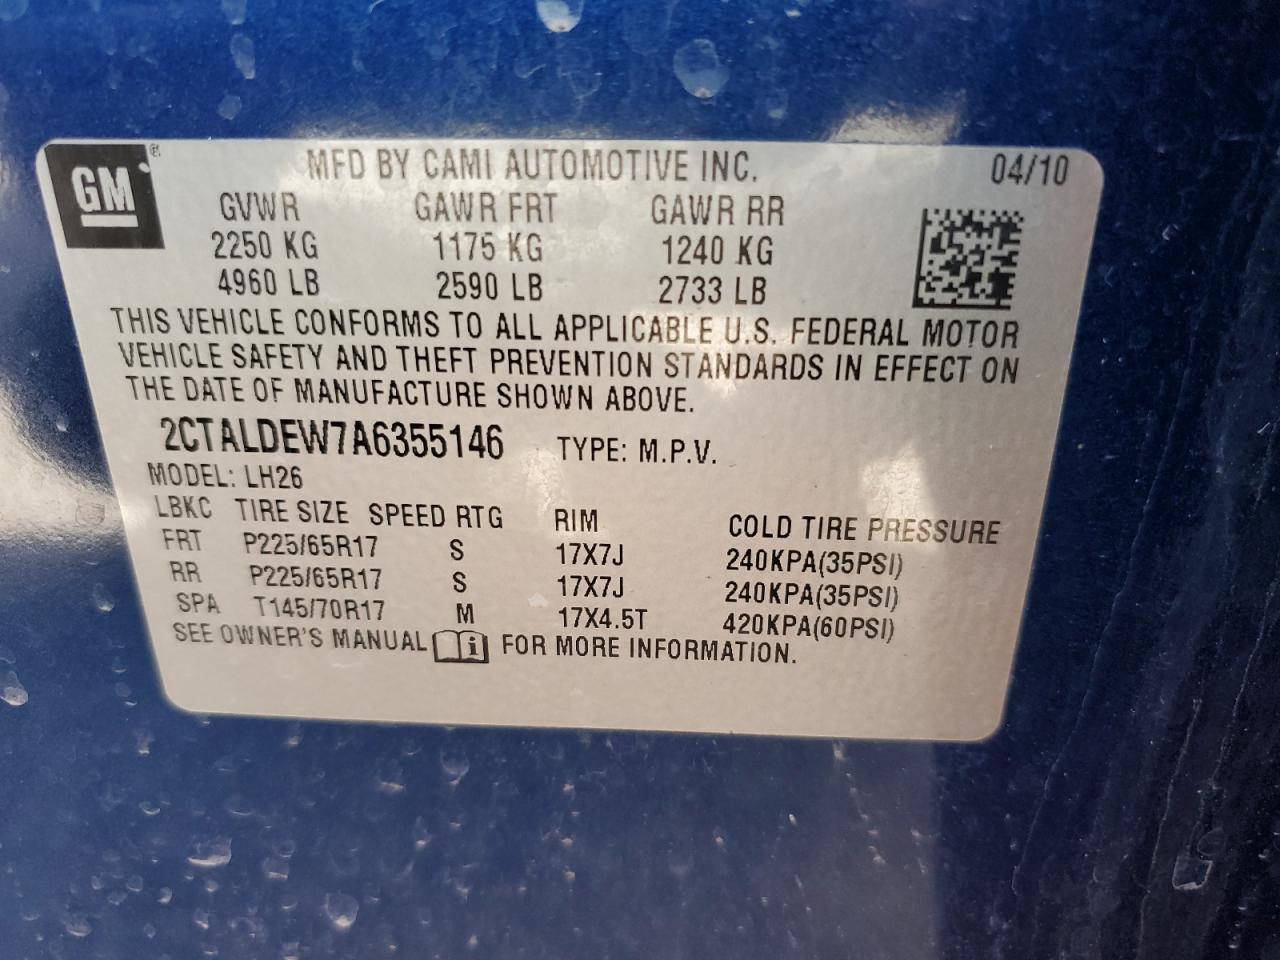 GM ® MFD BY CAMI AUTOMOTIVE INC. 04/10
GVWR GAWR FRT GAWR RR
2250 KG 1175 KG 1240 KG
4960 LB 2590 LB 2733 LB
THIS VEHICLE CONFORMS TO ALL APPLICABLE U.S. FEDERAL MOTOR
VEHICLE SAFETY AND THEFT PREVENTION STANDARDS IN EFFECT ON
THE DATE OF MANUFACTURE SHOWN ABOVE.
2CTALDEW7A6355146 TYPE: M.P.V.
MODEL: LH26
LBKC TIRE SIZE SPEED RTG RIM COLD TIRE PRESSURE
FRT P225/65R17 S 17X7J 240KPA(35PSI)
RR P225/65R17 S 17X7J 240KPA(35PSI)
SPA T145/70R17 M 17X4.5T 420KPA(60PSI)
SEE OWNER'S MANUAL i FOR MORE INFORMATION.